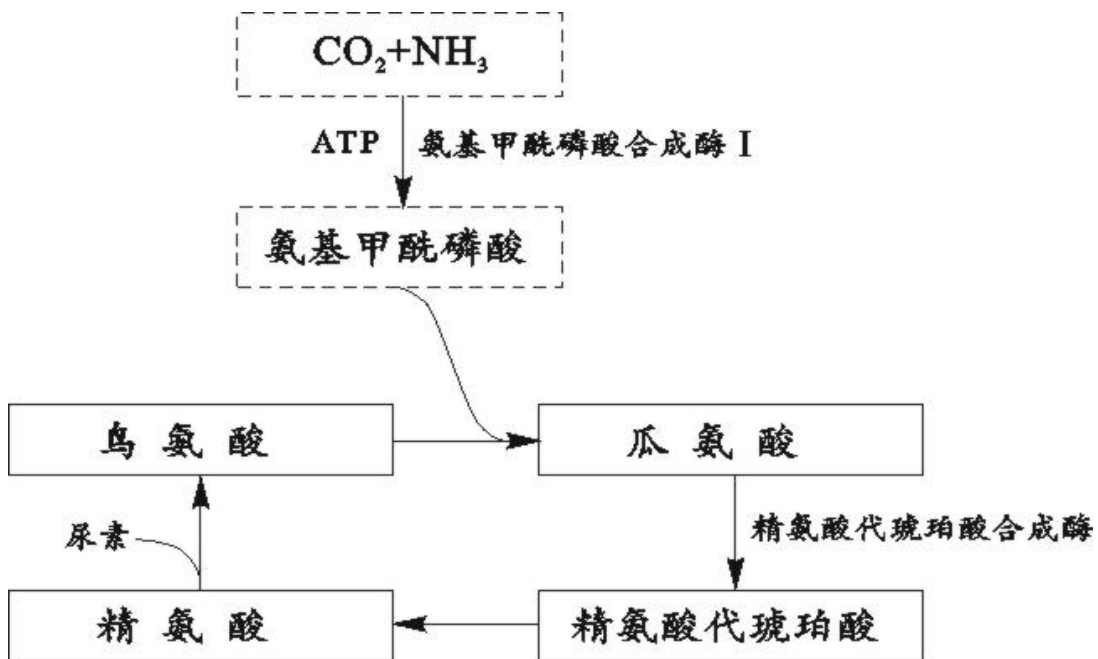 CO₂+NH₃
ATP 氨基甲酰磷酸合成酶 I
氨基甲酰磷酸
鸟氨酸 瓜氨酸
尿素 精氨酸代琥珀酸合成酶
精氨酸 精氨酸代琥珀酸